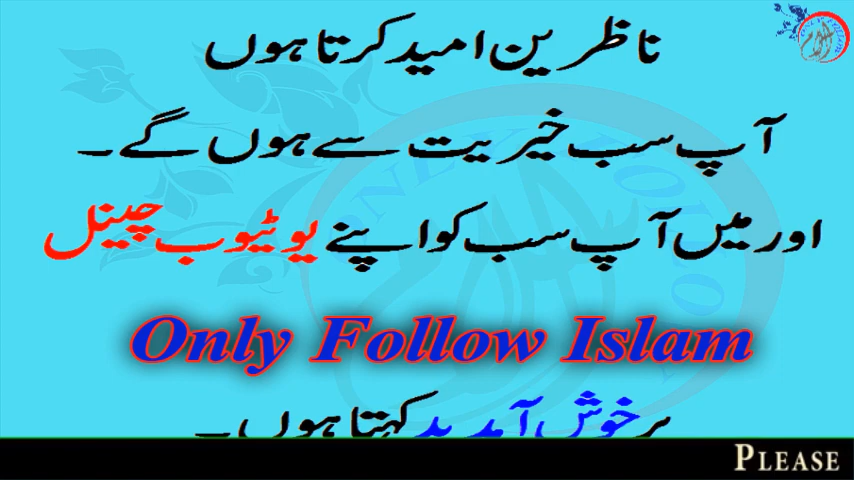 ناظرین امید کرتا ہوں
آپ سب خیریت سے ہوں گے۔
اور میں آپ سب کو اپنے یوٹیوب چینل
Only Follow Islam
پر خوش آمدید کہتا ہوں۔
PLEASE